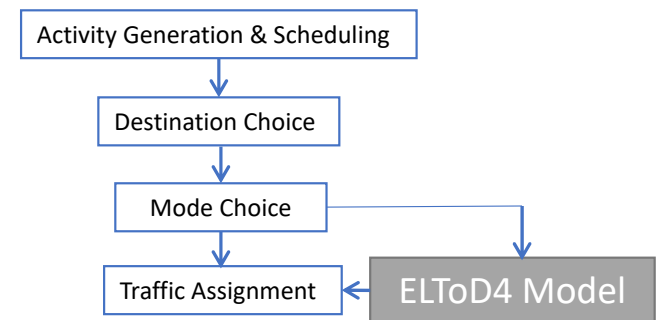 Activity Generation & Scheduling
Destination Choice
Mode Choice
Traffic Assignment
ELToD4 Model